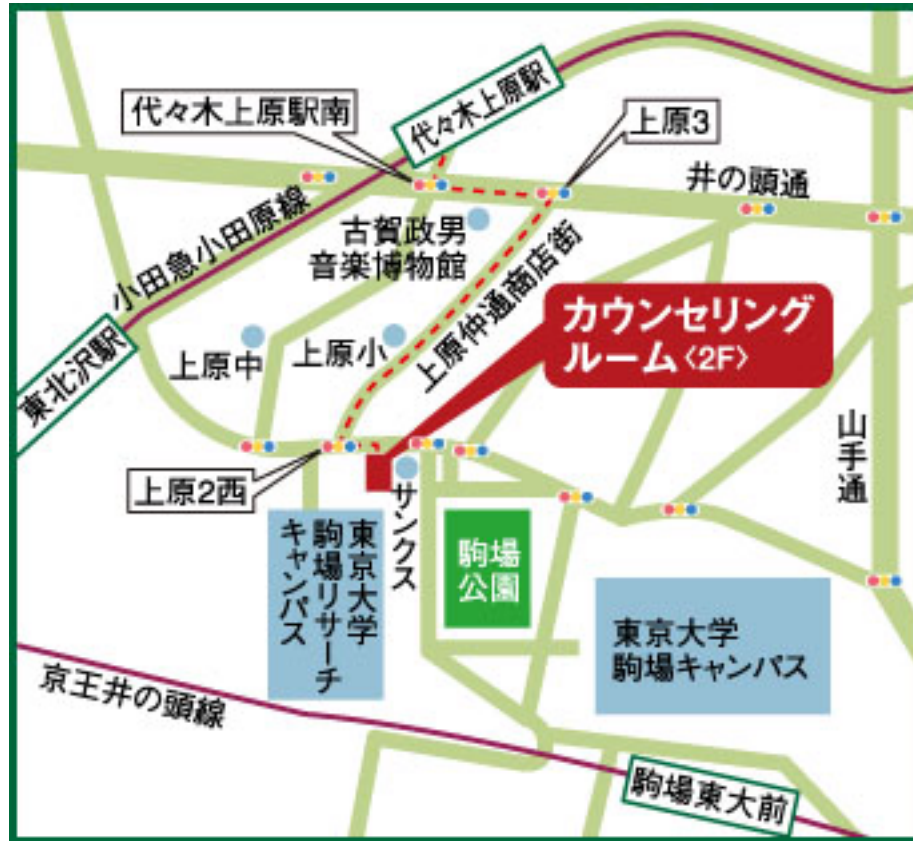 代々木上原駅
代々木上原駅南
上原3
井の頭通
小田急小田原線
古賀政男
音楽博物館
上原仲通商店街
カウンセリング
ルーム〈2F〉
東北沢駅
上原中
上原小
山手通
上原2西
サンクス
東京大学
駒場リサーチ
キャンパス
駒場
公園
東京大学
駒場キャンパス
京王井の頭線
駒場東大前